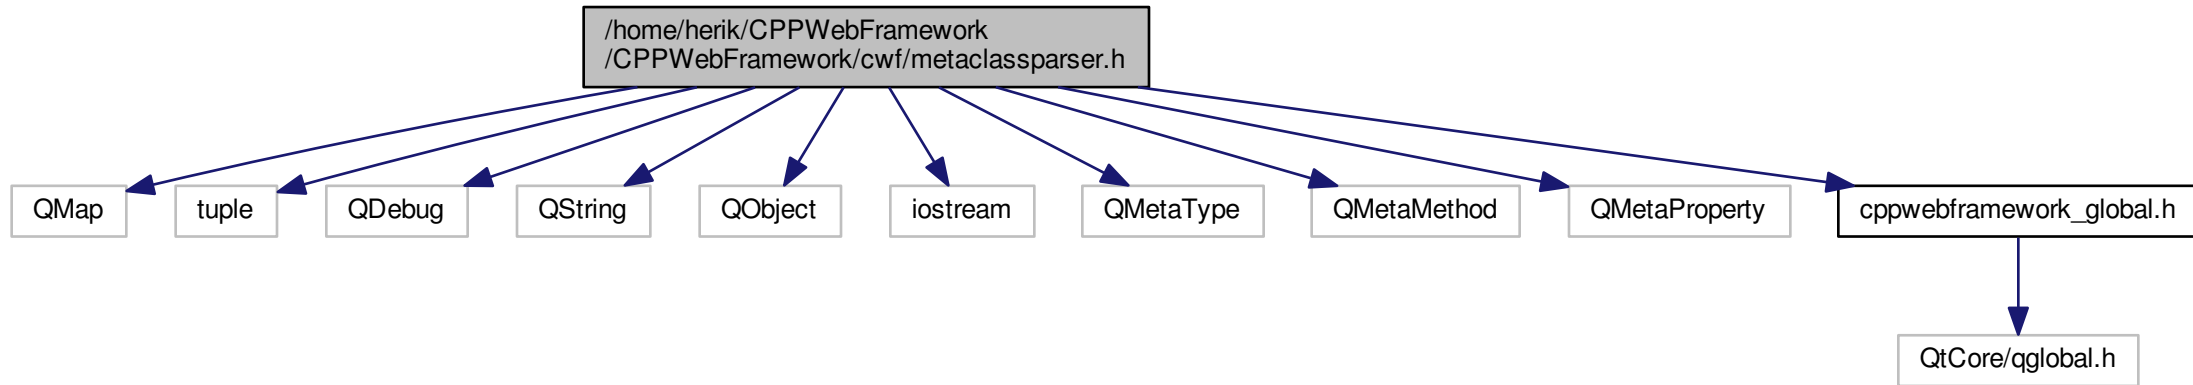 /home/herik/CPPWebFramework
/CPPWebFramework/cwf/metaclassparser.h
QMap
tuple
QDebug
QString
QObject
iostream
QMetaType
QMetaMethod
QMetaProperty
cppwebframework_global.h
QtCore/qglobal.h